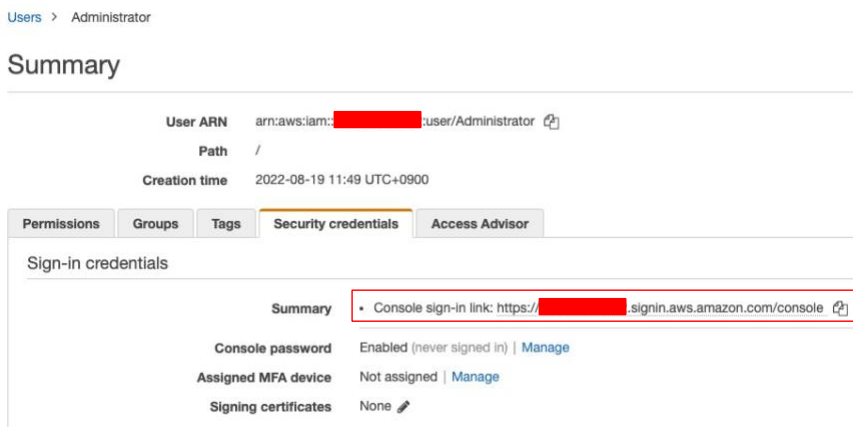 Users > Administrator
Summary
User ARN arn:aws:iam:: :user/Administrator
Path /
Creation time 2022-08-19 11:49 UTC+0900
Permissions Groups Tags Security credentials Access Advisor
Sign-in credentials
Summary • Console sign-in link: https:// .signin.aws.amazon.com/console
Console password Enabled (never signed in) | Manage
Assigned MFA device Not assigned | Manage
Signing certificates None